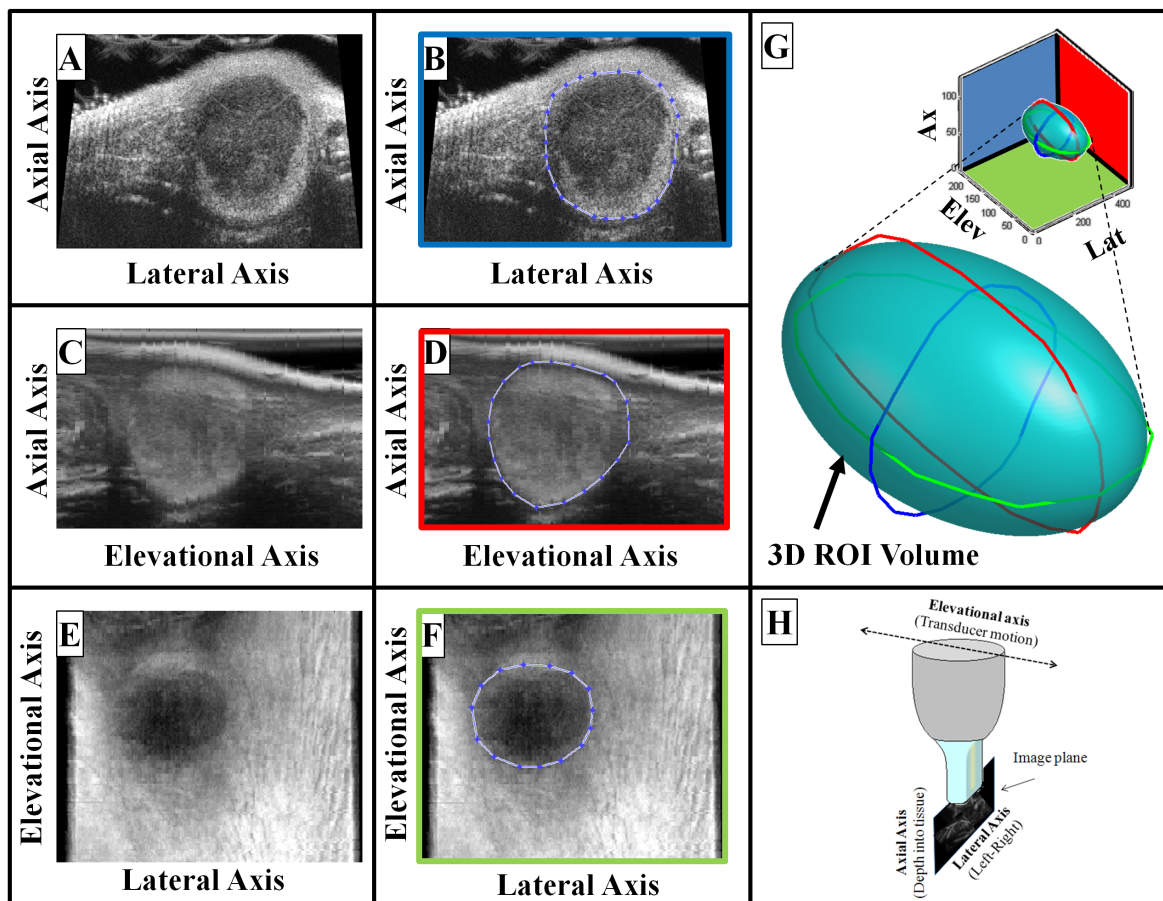 A
Axial Axis
Lateral Axis
B
Axial Axis
Lateral Axis
C
Axial Axis
Elevational Axis
D
Axial Axis
Elevational Axis
E
Elevational Axis
Lateral Axis
F
Elevational Axis
Lateral Axis
G
Ax
100
50
0
200
150
100
50
0
Elev
0
200
400
Lat
3D ROI Volume
H
Elevational axis
(Transducer motion)
Image plane
Axial Axis
(Depth into tissue)
Lateral Axis
(Left-Right)